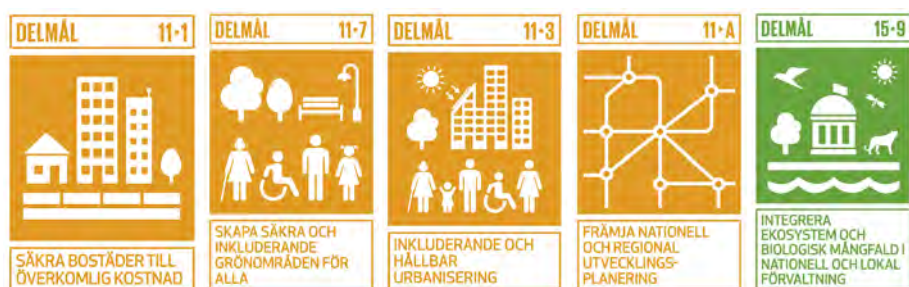 DELMÅL 11·1
SÄKRA BOSTÄDER TILL
ÖVERKOMLIG KOSTNAD
DELMÅL 11·7
SKAPA SÄKRA OCH
INKLUDERANDE
GRÖNOMRÅDEN FÖR
ALLA
DELMÅL 11·3
INKLUDERANDE OCH
HÅLLBAR
URBANISERING
DELMÅL 11·A
FRÄMJA NATIONELL
OCH REGIONAL
UTVECKLINGS-
PLANERING
DELMÅL 15·9
INTEGRERA
EKOSYSTEM OCH
BIOLOGISK MÅNGFALD I
NATIONELL OCH LOKAL
FÖRVALTNING